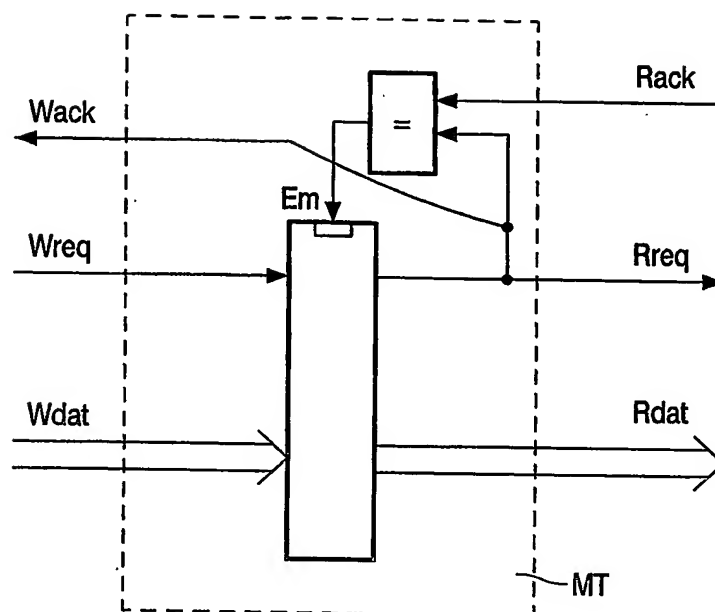 Rack
Wack
=
Em
Wreq
Rreq
Wdat
Rdat
MT